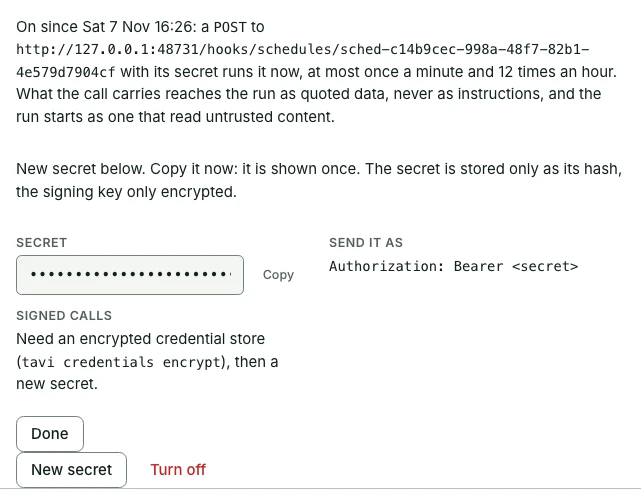 On since Sat 7 Nov 16:26: a POST to
http://127.0.0.1:48731/hooks/schedules/sched-c14b9cec-998a-48f7-82b1-
4e579d7904cf with its secret runs it now, at most once a minute and 12 times an hour.
What the call carries reaches the run as quoted data, never as instructions, and the
run starts as one that read untrusted content.
New secret below. Copy it now: it is shown once. The secret is stored only as its hash,
the signing key only encrypted.
SECRET
••••••••••••••••••••••• Copy
SEND IT AS
Authorization: Bearer <secret>
SIGNED CALLS
Need an encrypted credential store
(tavi credentials encrypt), then a
new secret.
Done
New secret Turn off